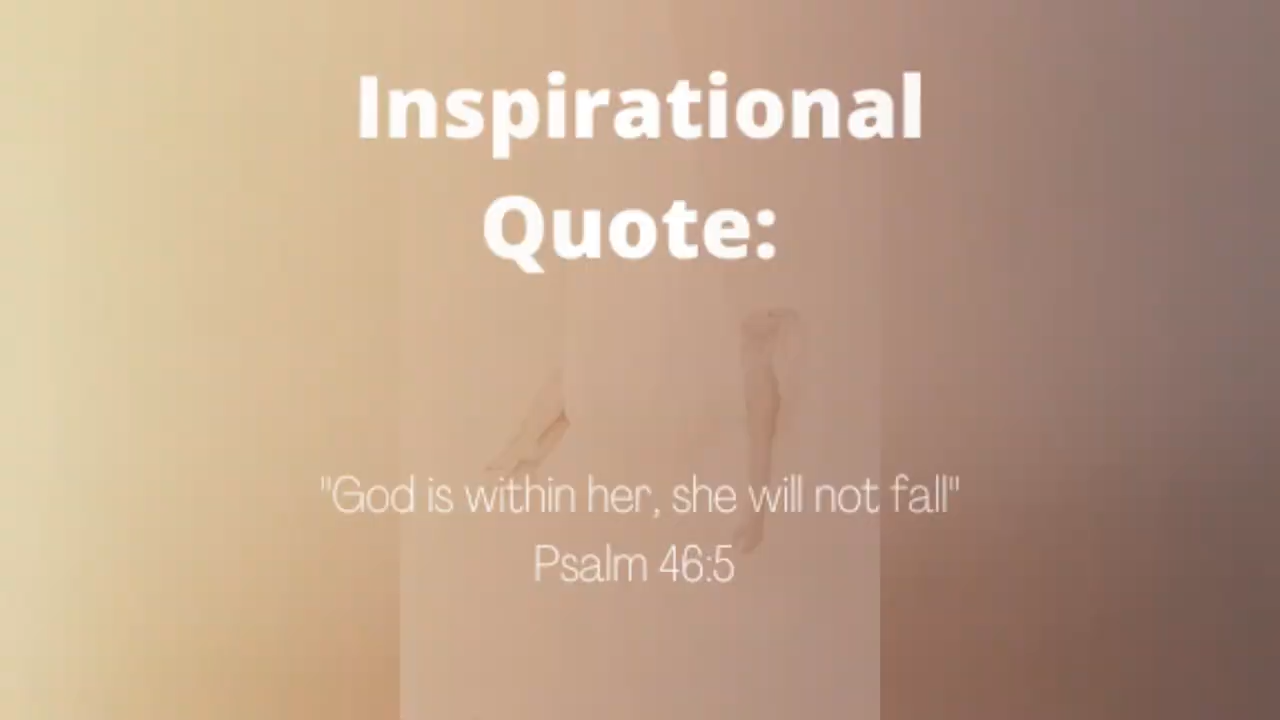 Inspirational
Quote:
"God is within her, she will not fall"
Psalm 46:5